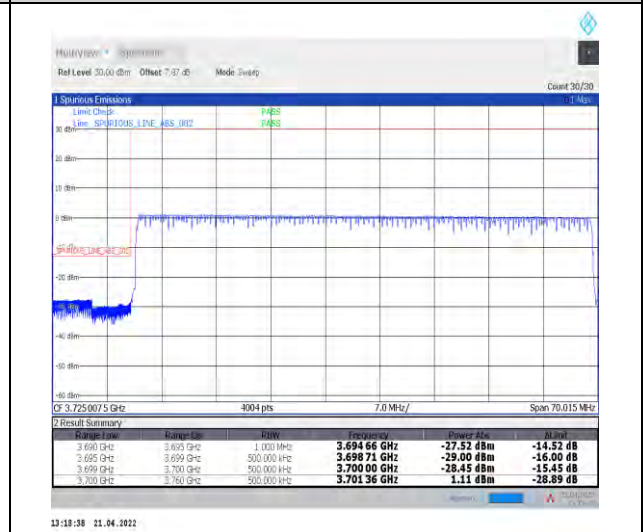 MultiView
Ref Level 30.00 dBm Offset 7.87 dB Mode Sweep
Count 30/30
1 Spurious Emissions
Limit Check PASS
Line _SPURIOUS_LINE_ABS_002 PASS
30 dBm
20 dBm
10 dBm
0 dBm
-20 dBm
-40 dBm
-50 dBm
-60 dBm
CF 3.7250075 GHz 4004 pts 7.0 MHz/ Span 70.015 MHz
2 Result Summary
Range Low Range Up RBW Frequency Power Abs ΔLimit
3.690 GHz 3.695 GHz 1.000 MHz 3.694 66 GHz -27.52 dBm -14.52 dB
3.695 GHz 3.699 GHz 500.000 kHz 3.698 71 GHz -29.00 dBm -16.00 dB
3.699 GHz 3.700 GHz 500.000 kHz 3.700 00 GHz -28.45 dBm -15.45 dB
3.700 GHz 3.760 GHz 500.000 kHz 3.701 36 GHz 1.11 dBm -28.89 dB
13:18:38 21.04.2022